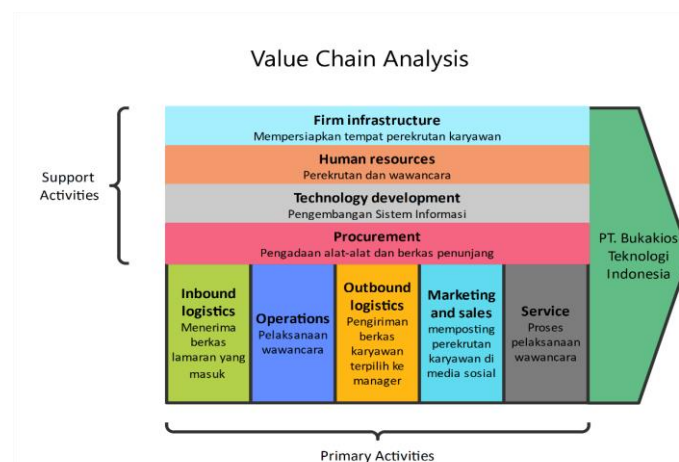 Value Chain Analysis
Support
Activities
Firm infrastructure
Mempersiapkan tempat perekrutan karyawan
Human resources
Perekrutan dan wawancara
Technology development
Pengembangan Sistem Informasi
Procurement
Pengadaan alat-alat dan berkas penunjang
Inbound
logistics
Menerima
berkas
lamaran yang
masuk
Operations
Pelaksanaan
wawancara
Outbound
logistics
Pengiriman
berkas
karyawan
terpilih ke
manager
Marketing
and sales
memposting
perekrutan
karyawan di
media sosial
Service
Proses
pelaksanaan
wawancara
PT. Bukakios
Teknologi
Indonesia
Primary Activities